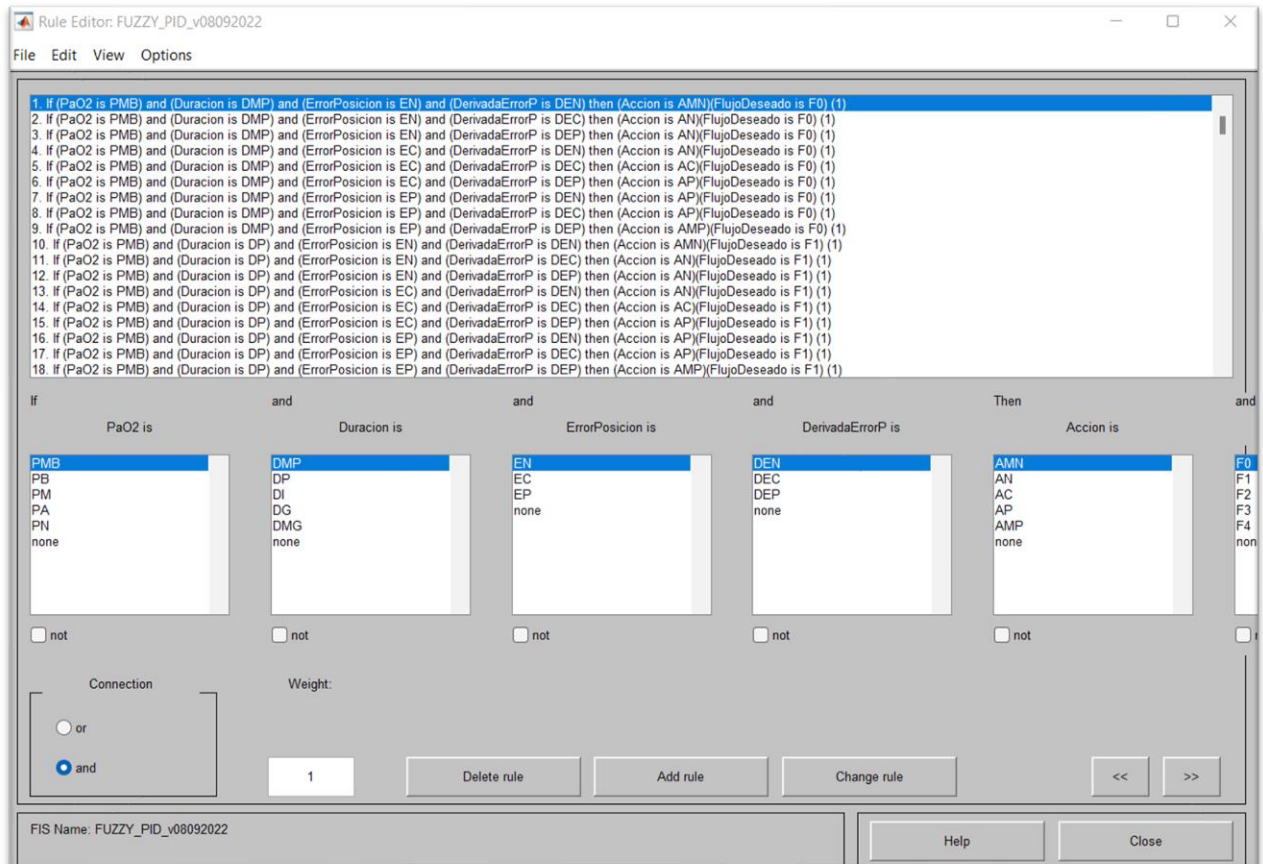 Rule Editor: FUZZY_PID_v08092022
File Edit View Options
1. If (PaO2 is PMB) and (Duracion is DMP) and (ErrorPosicion is EN) and (DerivadaErrorP is DEN) then (Accion is AMN)(FlujoDeseado is F0) (1)
2. If (PaO2 is PMB) and (Duracion is DMP) and (ErrorPosicion is EN) and (DerivadaErrorP is DEC) then (Accion is AN)(FlujoDeseado is F0) (1)
3. If (PaO2 is PMB) and (Duracion is DMP) and (ErrorPosicion is EN) and (DerivadaErrorP is DEP) then (Accion is AN)(FlujoDeseado is F0) (1)
4. If (PaO2 is PMB) and (Duracion is DMP) and (ErrorPosicion is EC) and (DerivadaErrorP is DEN) then (Accion is AN)(FlujoDeseado is F0) (1)
5. If (PaO2 is PMB) and (Duracion is DMP) and (ErrorPosicion is EC) and (DerivadaErrorP is DEC) then (Accion is AC)(FlujoDeseado is F0) (1)
6. If (PaO2 is PMB) and (Duracion is DMP) and (ErrorPosicion is EC) and (DerivadaErrorP is DEP) then (Accion is AP)(FlujoDeseado is F0) (1)
7. If (PaO2 is PMB) and (Duracion is DMP) and (ErrorPosicion is EP) and (DerivadaErrorP is DEN) then (Accion is AP)(FlujoDeseado is F0) (1)
8. If (PaO2 is PMB) and (Duracion is DMP) and (ErrorPosicion is EP) and (DerivadaErrorP is DEC) then (Accion is AP)(FlujoDeseado is F0) (1)
9. If (PaO2 is PMB) and (Duracion is DMP) and (ErrorPosicion is EP) and (DerivadaErrorP is DEP) then (Accion is AMP)(FlujoDeseado is F0) (1)
10. If (PaO2 is PMB) and (Duracion is DP) and (ErrorPosicion is EN) and (DerivadaErrorP is DEN) then (Accion is AMN)(FlujoDeseado is F1) (1)
11. If (PaO2 is PMB) and (Duracion is DP) and (ErrorPosicion is EN) and (DerivadaErrorP is DEC) then (Accion is AN)(FlujoDeseado is F1) (1)
12. If (PaO2 is PMB) and (Duracion is DP) and (ErrorPosicion is EN) and (DerivadaErrorP is DEP) then (Accion is AN)(FlujoDeseado is F1) (1)
13. If (PaO2 is PMB) and (Duracion is DP) and (ErrorPosicion is EC) and (DerivadaErrorP is DEN) then (Accion is AN)(FlujoDeseado is F1) (1)
14. If (PaO2 is PMB) and (Duracion is DP) and (ErrorPosicion is EC) and (DerivadaErrorP is DEC) then (Accion is AC)(FlujoDeseado is F1) (1)
15. If (PaO2 is PMB) and (Duracion is DP) and (ErrorPosicion is EC) and (DerivadaErrorP is DEP) then (Accion is AP)(FlujoDeseado is F1) (1)
16. If (PaO2 is PMB) and (Duracion is DP) and (ErrorPosicion is EP) and (DerivadaErrorP is DEN) then (Accion is AP)(FlujoDeseado is F1) (1)
17. If (PaO2 is PMB) and (Duracion is DP) and (ErrorPosicion is EP) and (DerivadaErrorP is DEC) then (Accion is AP)(FlujoDeseado is F1) (1)
18. If (PaO2 is PMB) and (Duracion is DP) and (ErrorPosicion is EP) and (DerivadaErrorP is DEP) then (Accion is AMP)(FlujoDeseado is F1) (1)
If and and and Then and
PaO2 is Duracion is ErrorPosicion is DerivadaErrorP is Accion is
PMB DMP EN DEN AMN F0
PB DP EC DEC AN F1
PM DI EP DEP AC F2
PA DG none none AP F3
PN DMG AMP F4
none none none non
not not not not not
Connection Weight:
or
and 1 Delete rule Add rule Change rule << >>
FIS Name: FUZZY_PID_v08092022 Help Close